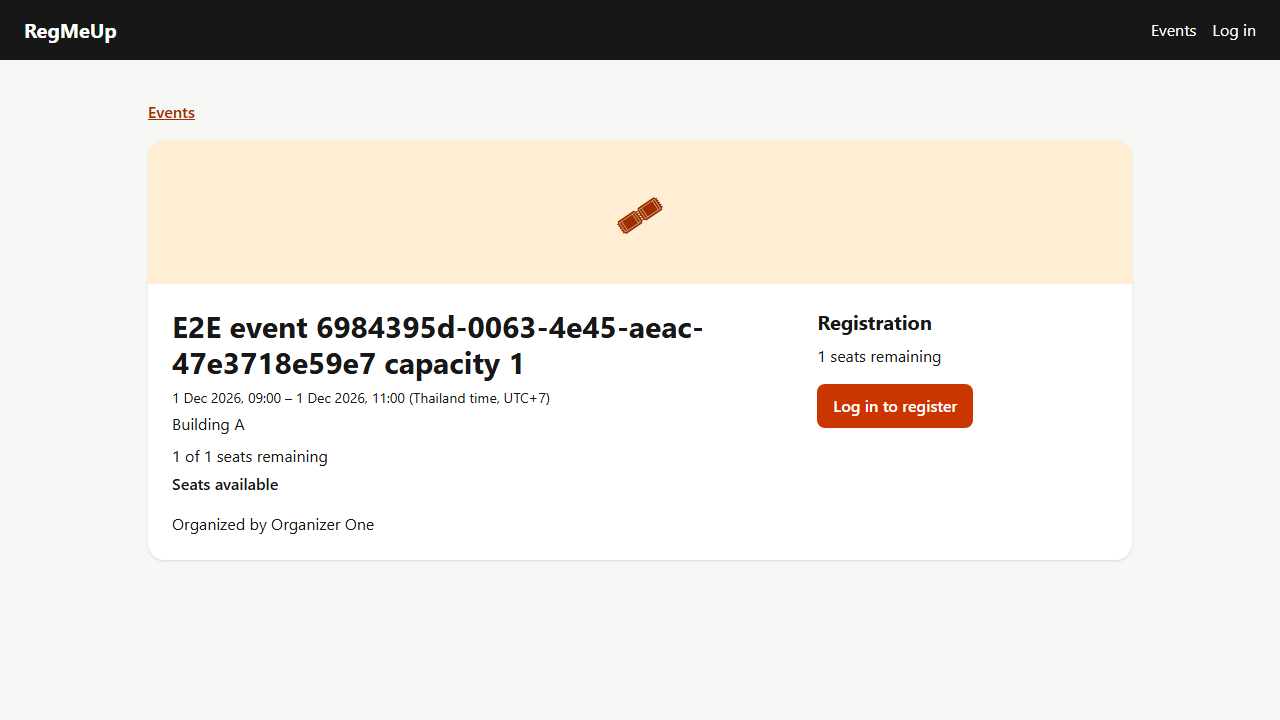 RegMeUp
Events
Log in
Events
E2E event 6984395d-0063-4e45-aeac-
47e3718e59e7 capacity 1
1 Dec 2026, 09:00 – 1 Dec 2026, 11:00 (Thailand time, UTC+7)
Building A
1 of 1 seats remaining
Seats available
Organized by Organizer One
Registration
1 seats remaining
Log in to register